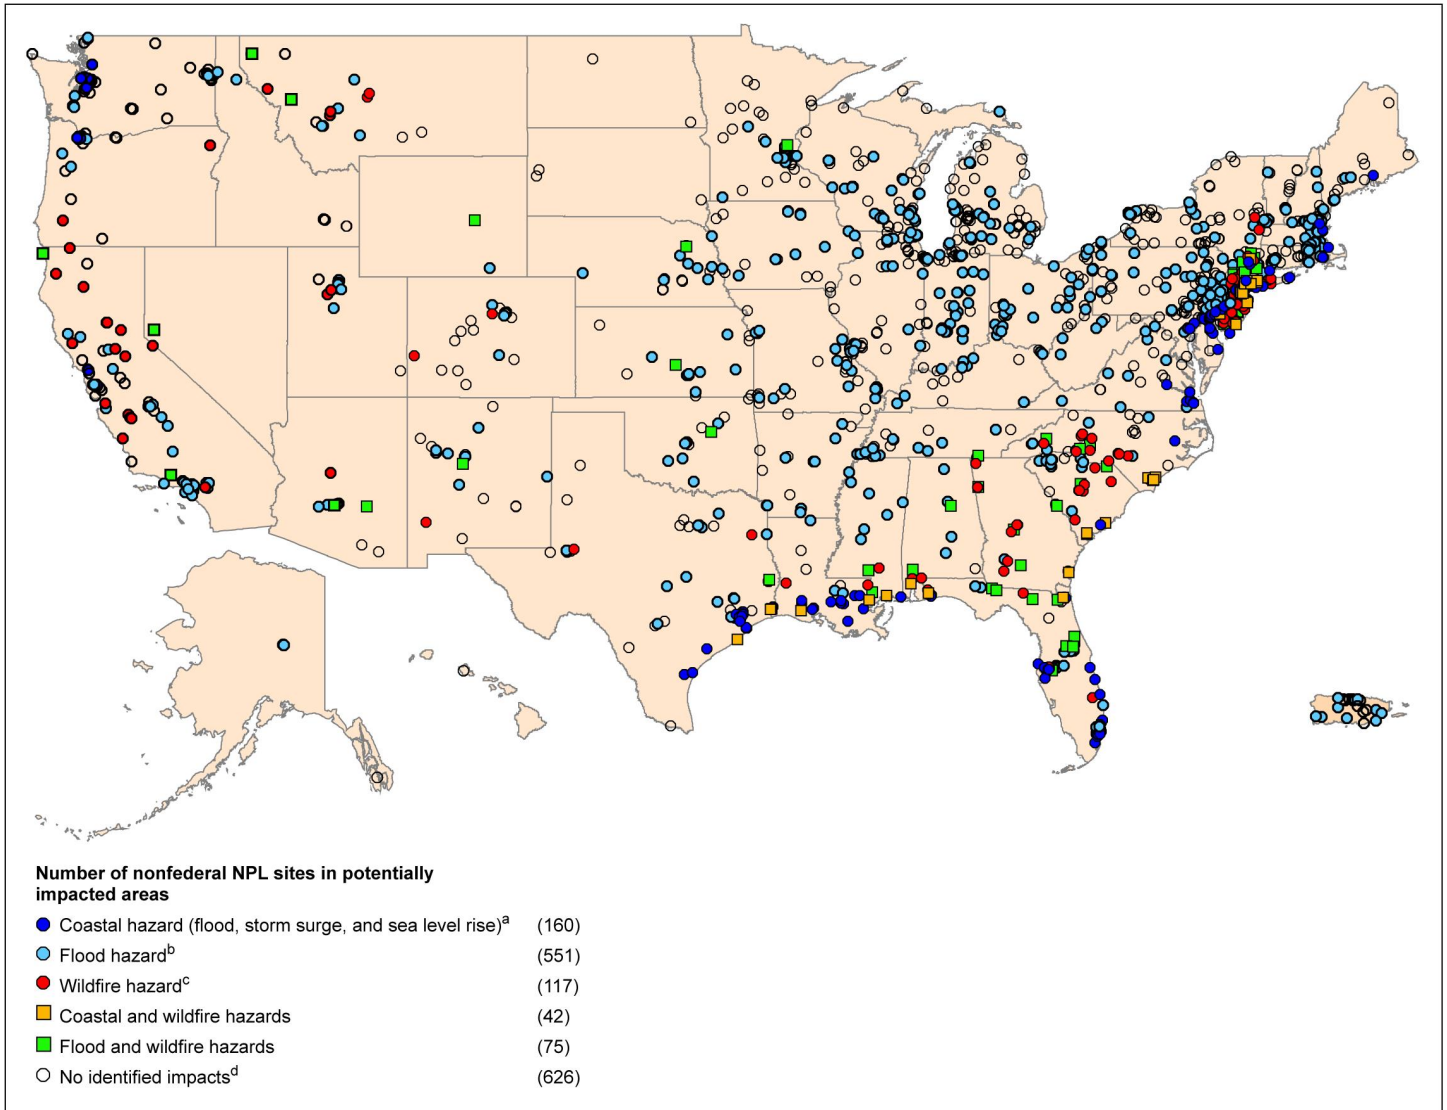 Number of nonfederal NPL sites in potentially
impacted areas
Coastal hazard (flood, storm surge, and sea level rise)a (160)
Flood hazardb (551)
Wildfire hazardc (117)
Coastal and wildfire hazards (42)
Flood and wildfire hazards (75)
No identified impactsd (626)